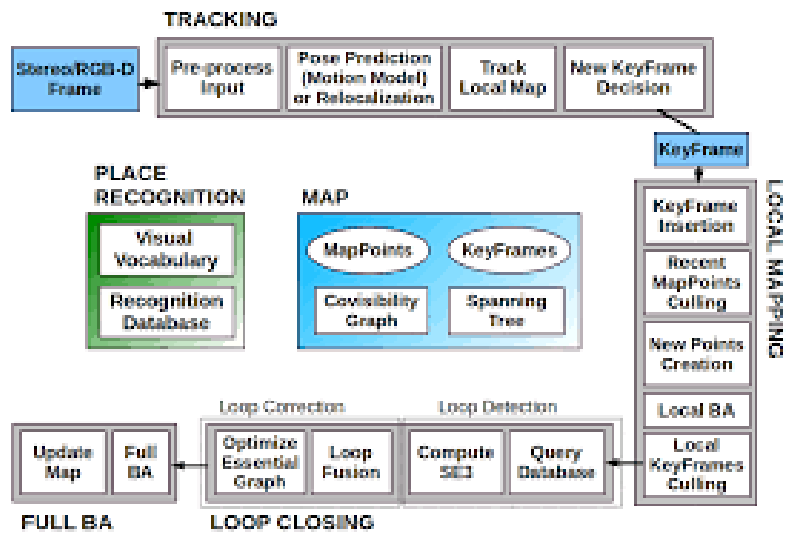 TRACKING
Stereo/RGB-D
Frame
Pre-process
Input
Pose Prediction
(Motion Model)
or Relocalization
Track
Local Map
New KeyFrame
Decision
KeyFrame
PLACE
RECOGNITION
Visual
Vocabulary
Recognition
Database
MAP
MapPoints
KeyFrames
Covisibility
Graph
Spanning
Tree
LOCAL MAPPING
KeyFrame
Insertion
Recent
MapPoints
Culling
New Points
Creation
Local BA
Local
KeyFrames
Culling
Loop Correction
Loop Detection
Optimize
Essential
Graph
Loop
Fusion
Compute
SE3
Query
Database
LOOP CLOSING
Update
Map
Full
BA
FULL BA